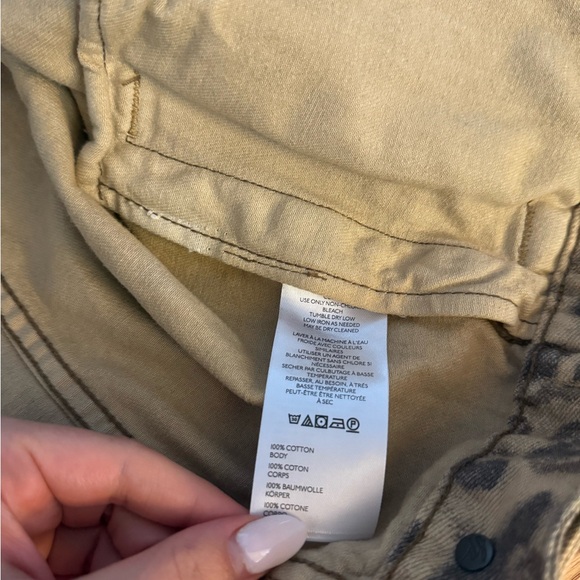 USE ONLY NON-CHLO
BLEACH
TUMBLE DRY LOW
LOW IRON AS NEEDED
MAY BE DRY CLEANED
LAVER À LA MACHINE À L'EAU
FROIDE AVEC COULEURS
SIMILAIRES
UTILISER UN AGENT DE
BLANCHIMENT SANS CHLORE SI
NÉCESSAIRE
SECHER PAR CULBUTAGE À BASSE
TEMPÉRATURE
REPASSER, AU BESOIN, À TRÈS
BASSE TEMPÉRATURE
PEUT-ÊTRE ÊTRE NETTOYÉE
À SEC
100% COTTON
BODY
100% COTON
CORPS
100% BAUMWOLLE
KÖRPER
100% COTONE